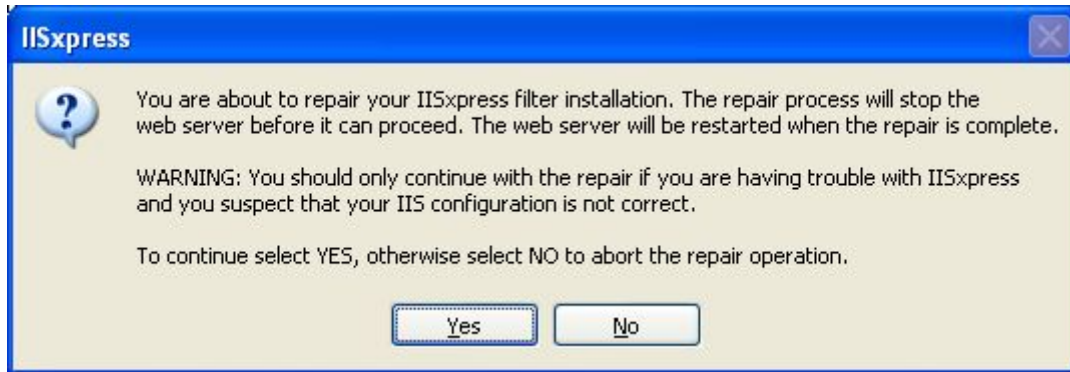 IISxpress
?
You are about to repair your IISxpress filter installation. The repair process will stop the
web server before it can proceed. The web server will be restarted when the repair is complete.
WARNING: You should only continue with the repair if you are having trouble with IISxpress
and you suspect that your IIS configuration is not correct.
To continue select YES, otherwise select NO to abort the repair operation.
Yes No